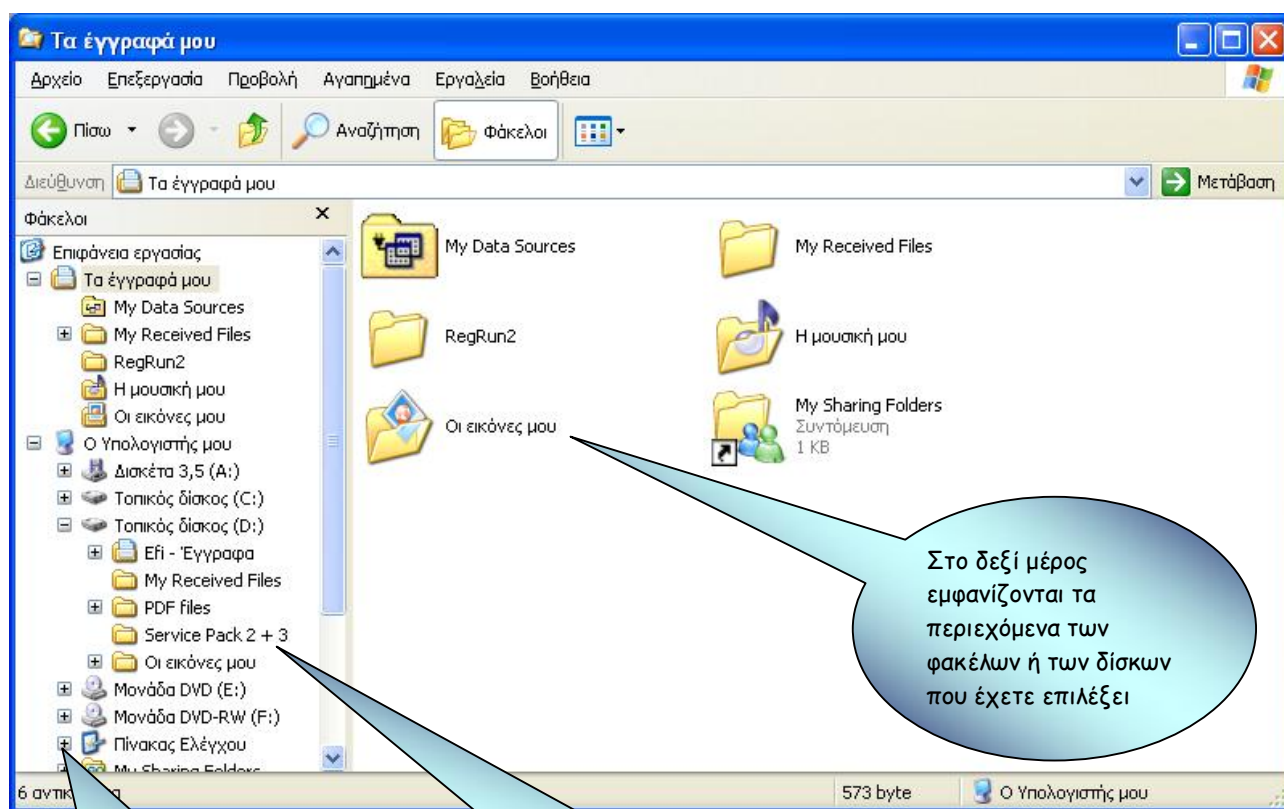 Τα έγγραφά μου
Αρχείο Επεξεργασία Προβολή Αγαπημένα Εργαλεία Βοήθεια
Πίσω Αναζήτηση Φάκελοι
Διεύθυνση Τα έγγραφά μου Μετάβαση
Φάκελοι
Επιφάνεια εργασίας
Τα έγγραφά μου
My Data Sources
My Received Files
RegRun2
Η μουσική μου
Οι εικόνες μου
Ο Υπολογιστής μου
Δισκέτα 3,5 (A:)
Τοπικός δίσκος (C:)
Τοπικός δίσκος (D:)
Efi - Έγγραφα
My Received Files
PDF files
Service Pack 2 + 3
Οι εικόνες μου
Μονάδα DVD (E:)
Μονάδα DVD-RW (F:)
Πίνακας Ελέγχου
My Sharing Folders
My Data Sources
My Received Files
RegRun2
Η μουσική μου
Οι εικόνες μου
My Sharing Folders
Συντόμευση
1 KB
Στο δεξί μέρος
εμφανίζονται τα
περιεχόμενα των
φακέλων ή των δίσκων
που έχετε επιλέξει
6 573 byte Ο Υπολογιστής μου